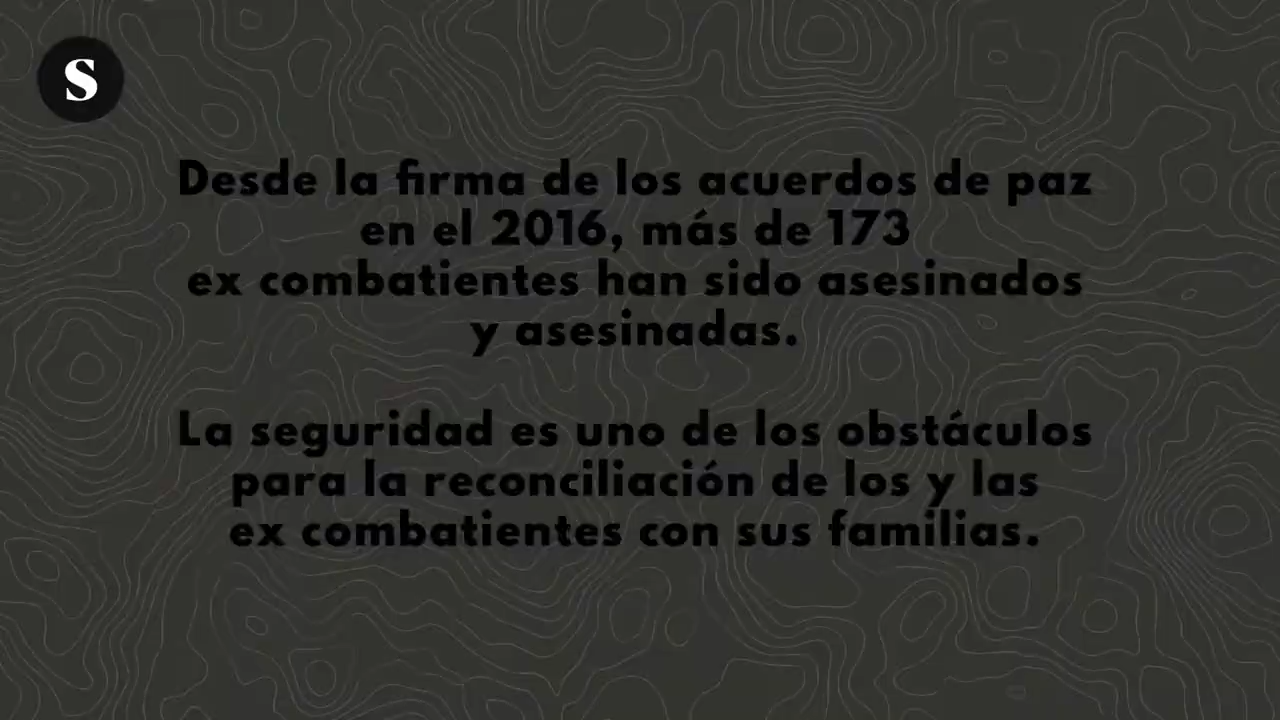 S
Desde la firma de los acuerdos de paz
en el 2016, más de 173
ex combatientes han sido asesinados
y asesinadas.
La seguridad es uno de los obstáculos
para la reconciliación de los y las
ex combatientes con sus familias.